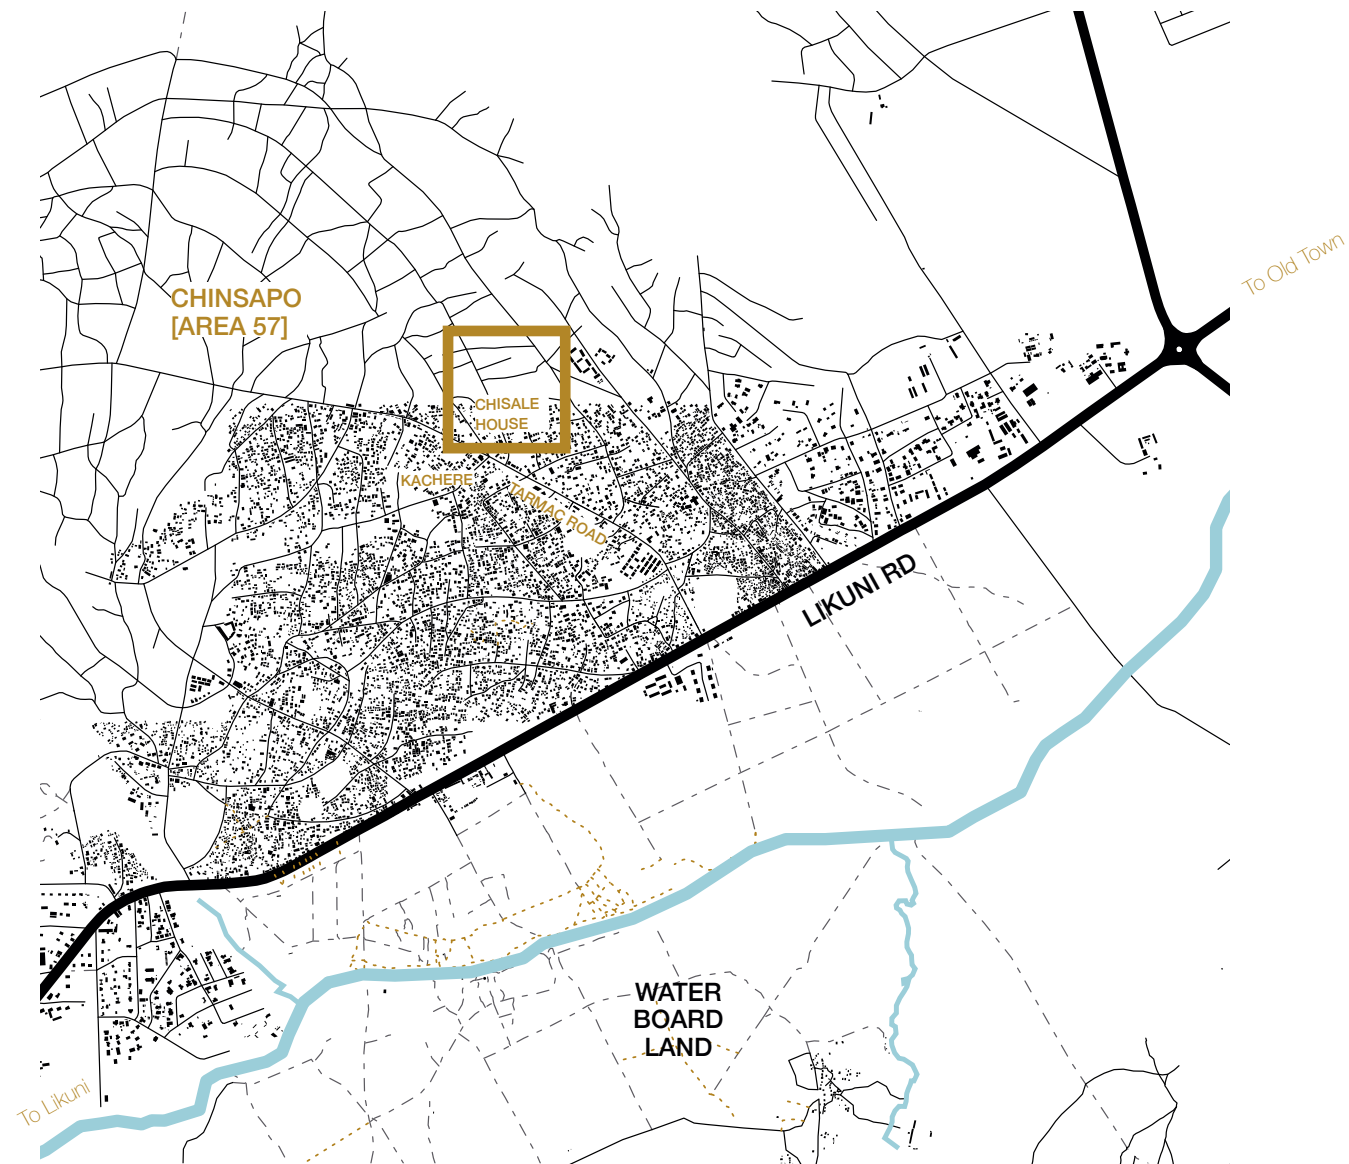 To Old Town
CHINSAPO
[AREA 57]
CHISALE
HOUSE
KACHERE
TARMAC ROAD
LIKUNI RD
WATER
BOARD
LAND
To Likuni